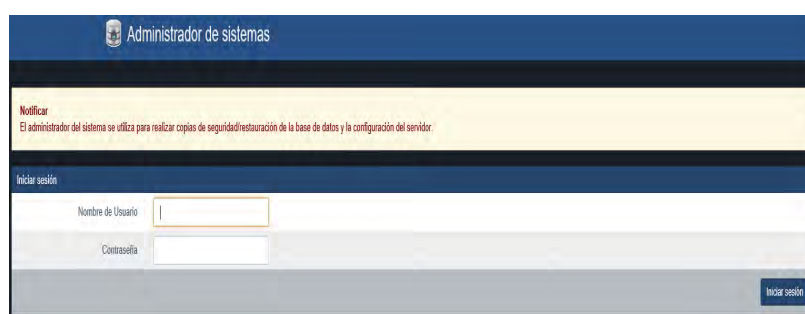 Administrador de sistemas
Notificar
El administrador del sistema se utiliza para realizar copias de seguridad/restauración de la base de datos y la configuración del servidor.
Iniciar sesión
Nombre de Usuario
Contraseña
Iniciar sesión